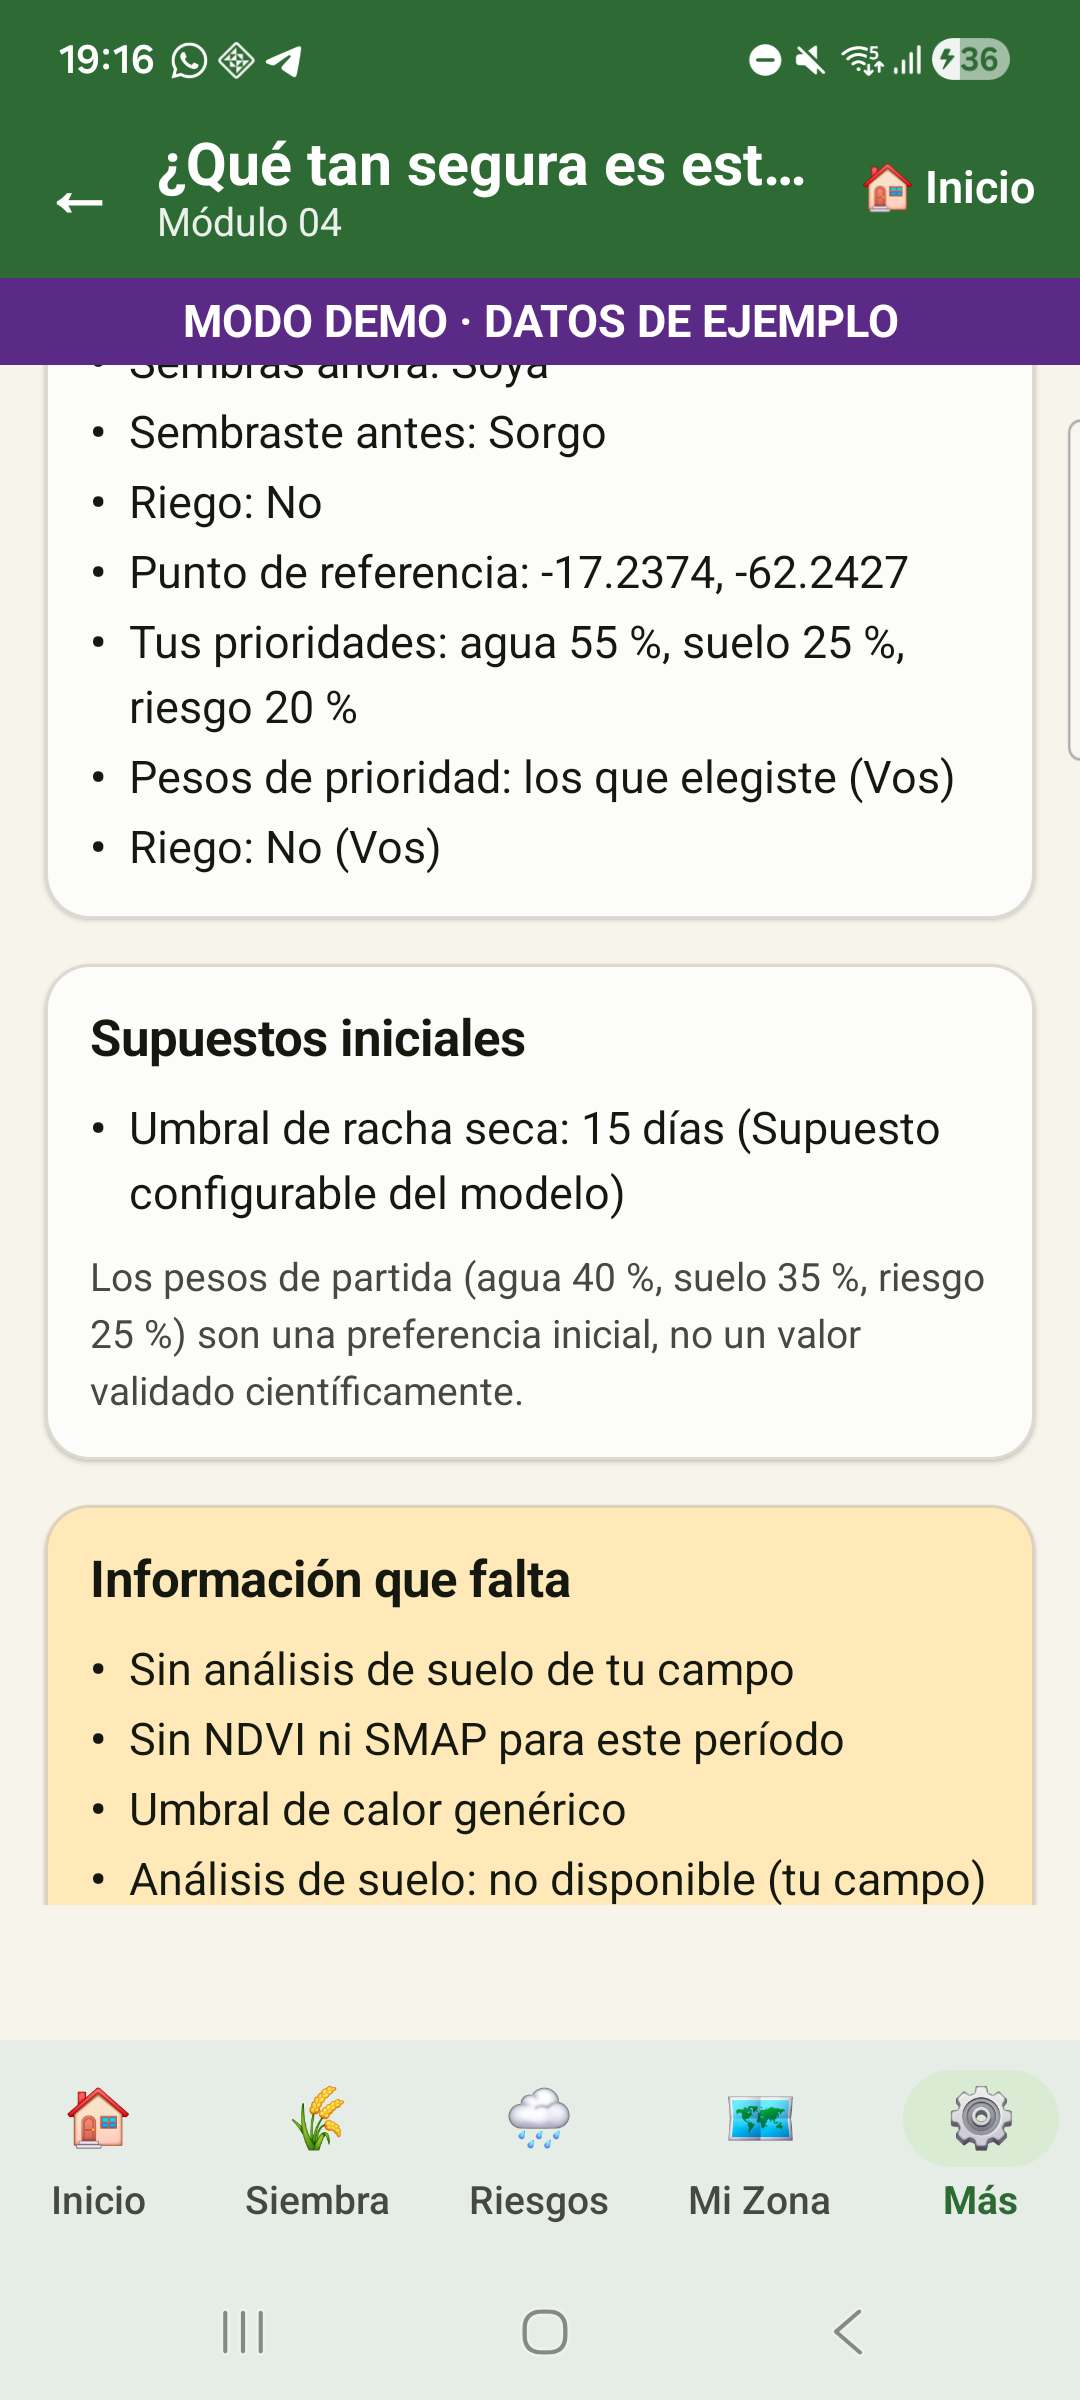 19:16
36
¿Qué tan segura es est...
Módulo 04
🏠 Inicio
MODO DEMO · DATOS DE EJEMPLO
• Sembrás ahora: Soya
• Sembraste antes: Sorgo
• Riego: No
• Punto de referencia: -17.2374, -62.2427
• Tus prioridades: agua 55 %, suelo 25 %,
riesgo 20 %
• Pesos de prioridad: los que elegiste (Vos)
• Riego: No (Vos)
Supuestos iniciales
• Umbral de racha seca: 15 días (Supuesto
configurable del modelo)
Los pesos de partida (agua 40 %, suelo 35 %, riesgo
25 %) son una preferencia inicial, no un valor
validado científicamente.
Información que falta
• Sin análisis de suelo de tu campo
• Sin NDVI ni SMAP para este período
• Umbral de calor genérico
• Análisis de suelo: no disponible (tu campo)
Inicio
Siembra
Riesgos
Mi Zona
Más